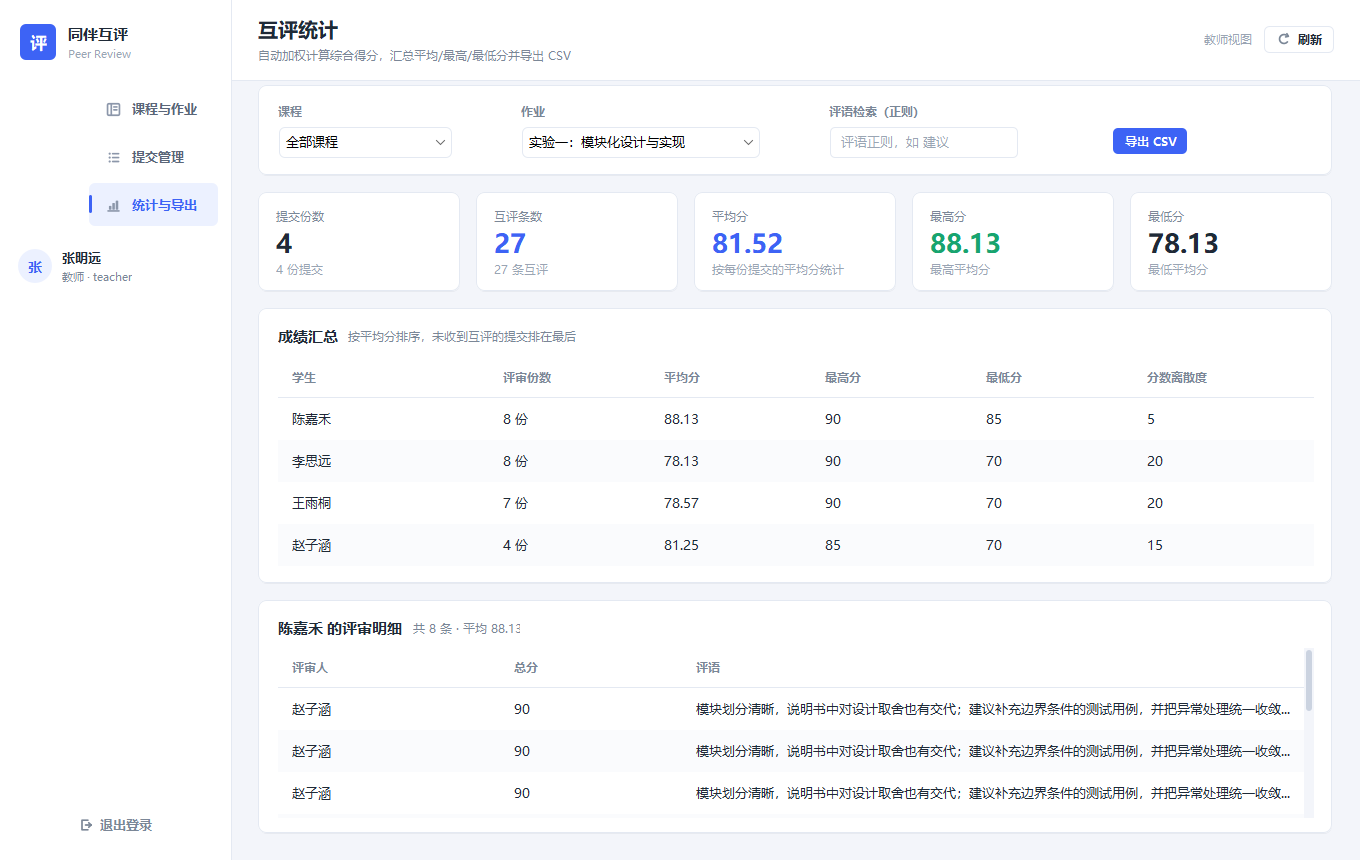 评
同伴互评
Peer Review
课程与作业
提交管理
统计与导出
张
张明远
教师 · teacher
退出登录
互评统计
自动加权计算综合得分，汇总平均/最高/最低分并导出 CSV
教师视图
刷新
课程
作业
评语检索（正则）
全部课程
实验一：模块化设计与实现
评语正则，如 建议
导出 CSV
提交份数
4
4 份提交
互评条数
27
27 条互评
平均分
81.52
按每份提交的平均分统计
最高分
88.13
最高平均分
最低分
78.13
最低平均分
成绩汇总 按平均分排序，未收到互评的提交排在最后
学生 评审份数 平均分 最高分 最低分 分数离散度
陈嘉禾 8 份 88.13 90 85 5
李思远 8 份 78.13 90 70 20
王雨桐 7 份 78.57 90 70 20
赵子涵 4 份 81.25 85 70 15
陈嘉禾 的评审明细 共 8 条 · 平均 88.13
评审人 总分 评语
赵子涵 90 模块划分清晰，说明书中对设计取舍也有交代；建议补充边界条件的测试用例，并把异常处理统一收敛...
赵子涵 90 模块划分清晰，说明书中对设计取舍也有交代；建议补充边界条件的测试用例，并把异常处理统一收敛...
赵子涵 90 模块划分清晰，说明书中对设计取舍也有交代；建议补充边界条件的测试用例，并把异常处理统一收敛...